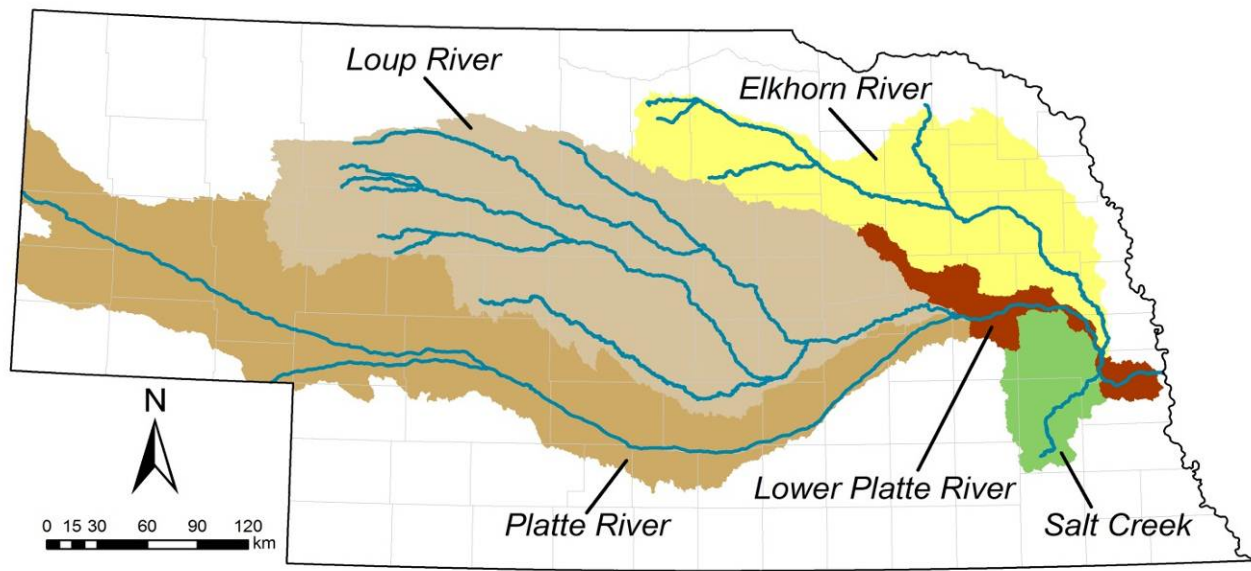 Loup River
Elkhorn River
N
Lower Platte River
Platte River
Salt Creek
0 15 30 60 90 120
km